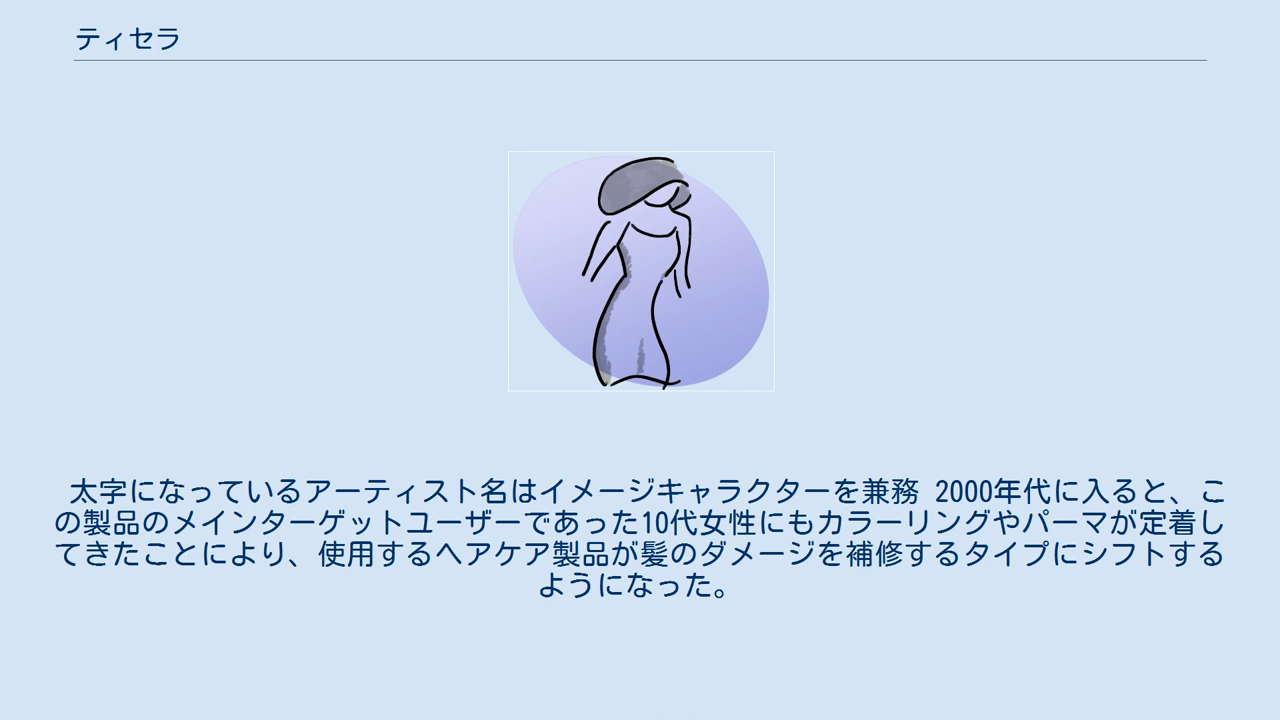 ティセラ
太字になっているアーティスト名はイメージキャラクターを兼務 2000年代に入ると、こ
の製品のメインターゲットユーザーであった10代女性にもカラーリングやパーマが定着し
てきたことにより、使用するヘアケア製品が髪のダメージを補修するタイプにシフトする
ようになった。